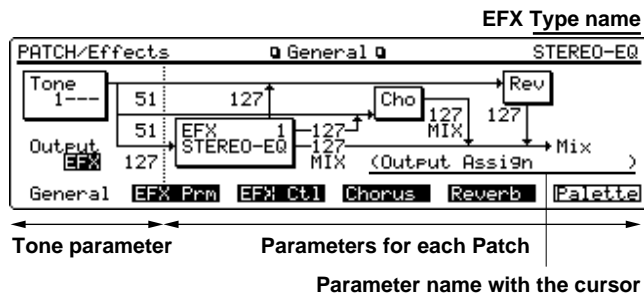 EFX Type name
PATCH/Effects General STEREO-EQ
Tone
1---
51
127
Cho
Rev
127
MIX
127
51
EFX 1
STEREO-EQ
127
127
MIX
Mix
Output
EFX
127
(Output Assign )
General EFX Prm EFX Ctl Chorus Reverb Palette
Tone parameter Parameters for each Patch
Parameter name with the cursor